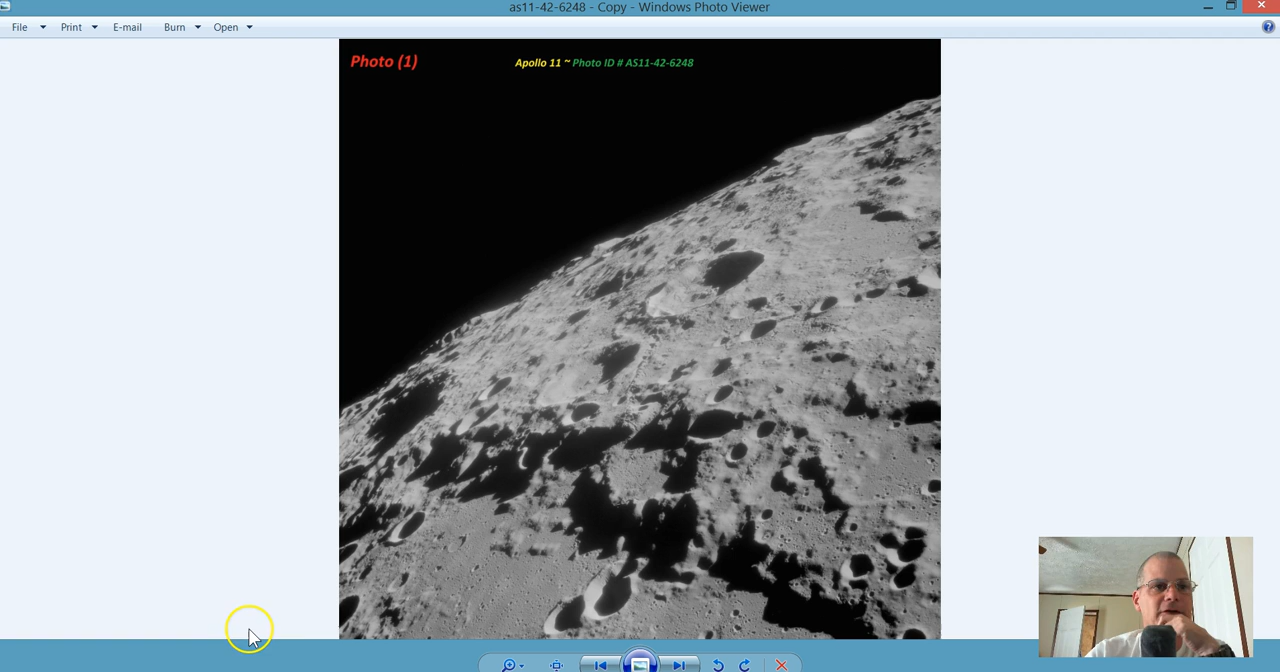 as11-42-6248 - Copy - Windows Photo Viewer
File Print E-mail Burn Open
Photo (1)
Apollo 11 ~ Photo ID # AS11-42-6248